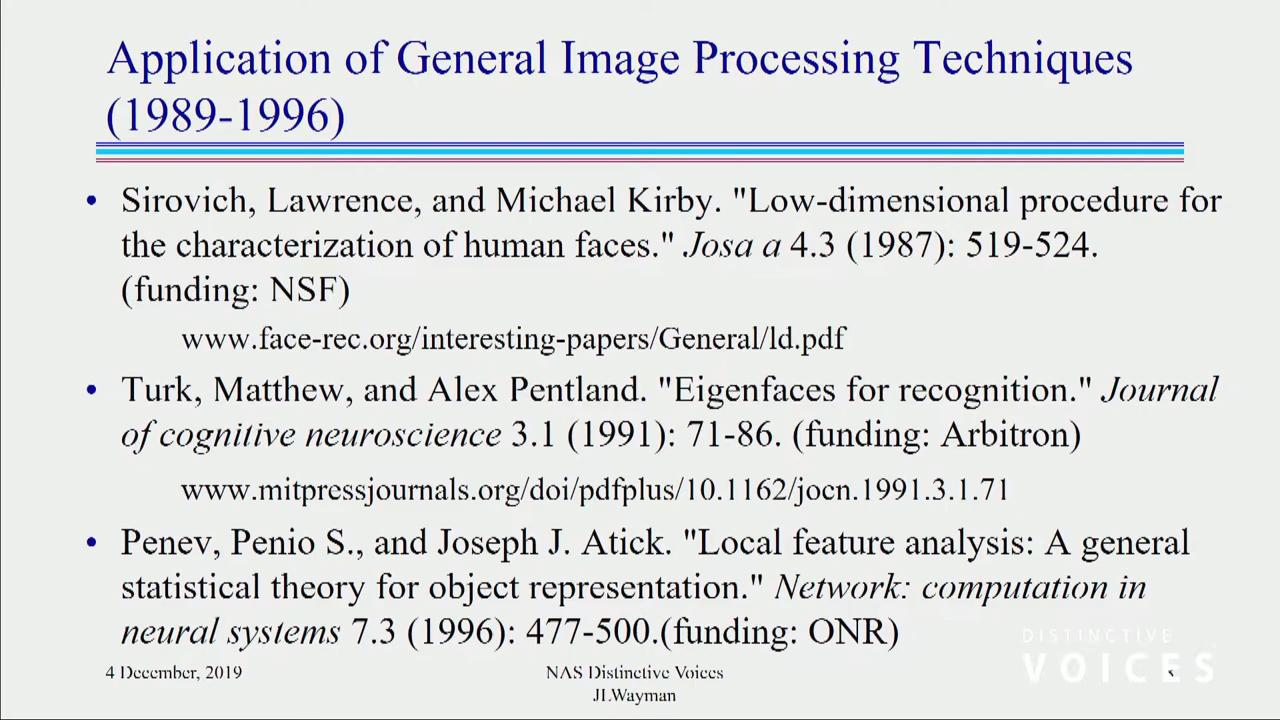 Application of General Image Processing Techniques
(1989-1996)
• Sirovich, Lawrence, and Michael Kirby. "Low-dimensional procedure for
the characterization of human faces." Josa a 4.3 (1987): 519-524.
(funding: NSF)
www.face-rec.org/interesting-papers/General/ld.pdf
• Turk, Matthew, and Alex Pentland. "Eigenfaces for recognition." Journal
of cognitive neuroscience 3.1 (1991): 71-86. (funding: Arbitron)
www.mitpressjournals.org/doi/pdfplus/10.1162/jocn.1991.3.1.71
• Penev, Penio S., and Joseph J. Atick. "Local feature analysis: A general
statistical theory for object representation." Network: computation in
neural systems 7.3 (1996): 477-500.(funding: ONR)
DISTINCTIVE
VOICES
4 December, 2019
NAS Distinctive Voices
JLWayman